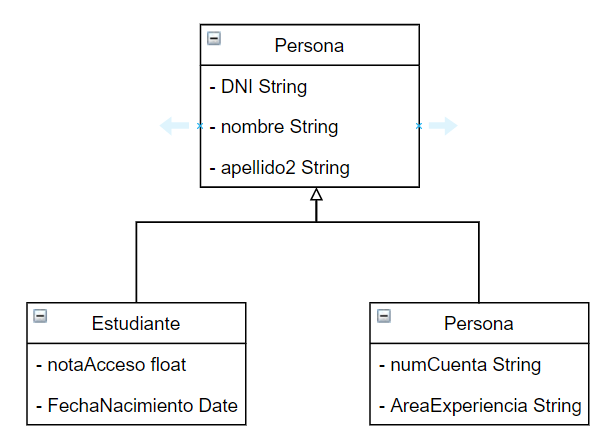 Persona
- DNI String
- nombre String
- apellido2 String
Estudiante
- notaAcceso float
- FechaNacimiento Date
Persona
- numCuenta String
- AreaExperiencia String